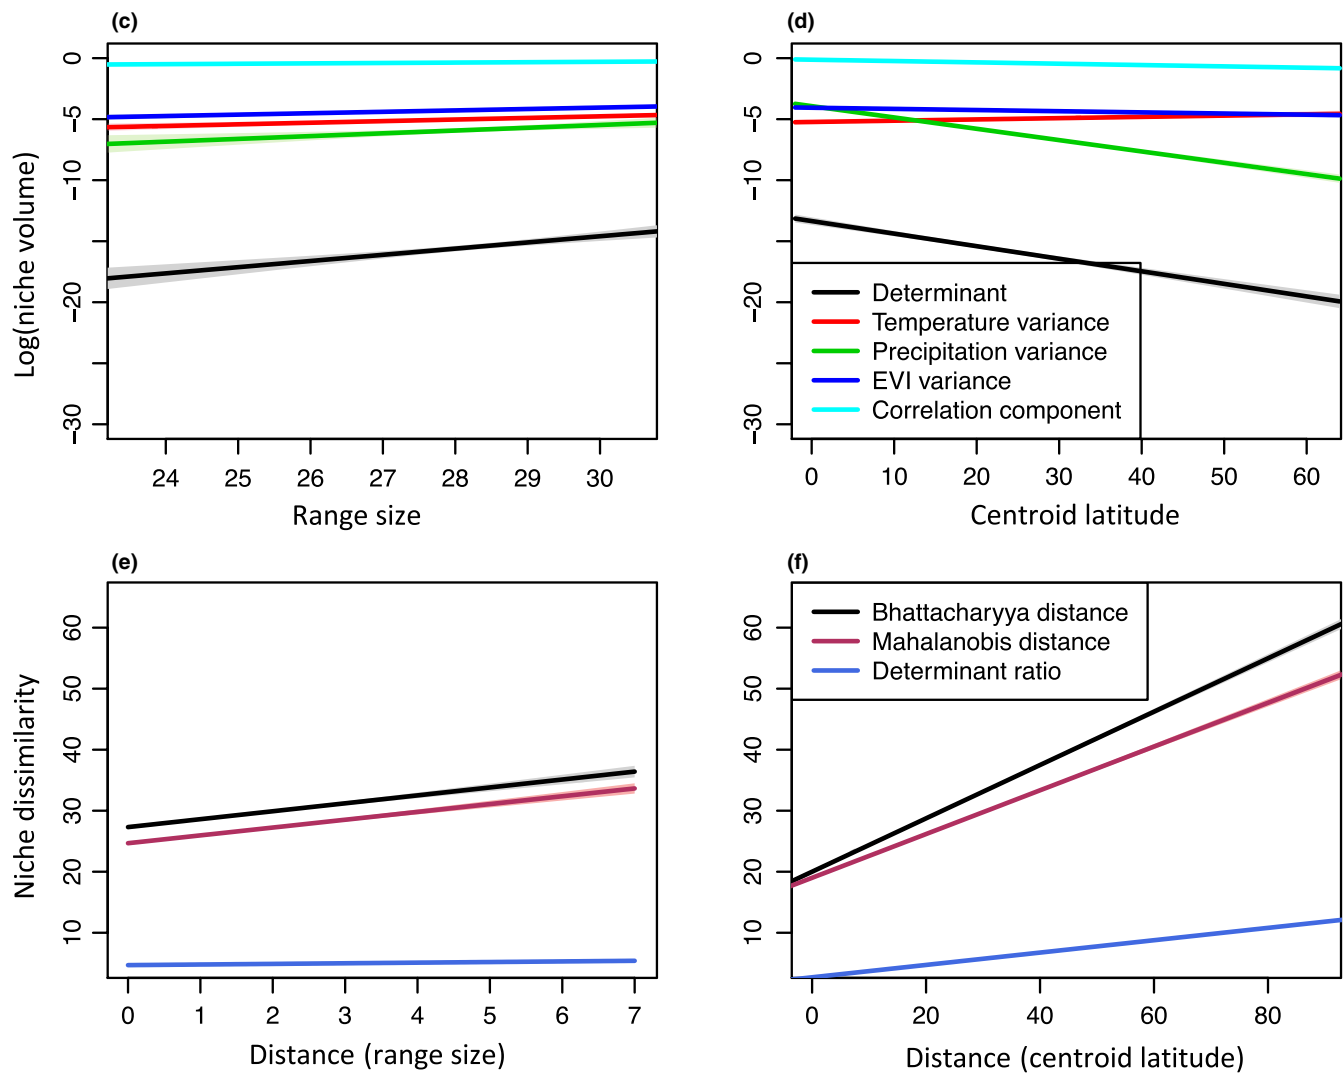 (c)
0
−5
−10
−20
−30
Log(niche volume)
24 25 26 27 28 29 30
Range size
(d)
0
−5
−10
−20
−30
Determinant
Temperature variance
Precipitation variance
EVI variance
Correlation component
0 10 20 30 40 50 60
Centroid latitude
(e)
60
50
40
30
20
10
Niche dissimilarity
0 1 2 3 4 5 6 7
Distance (range size)
(f)
60
50
40
30
20
10
Bhattacharyya distance
Mahalanobis distance
Determinant ratio
0 20 40 60 80
Distance (centroid latitude)